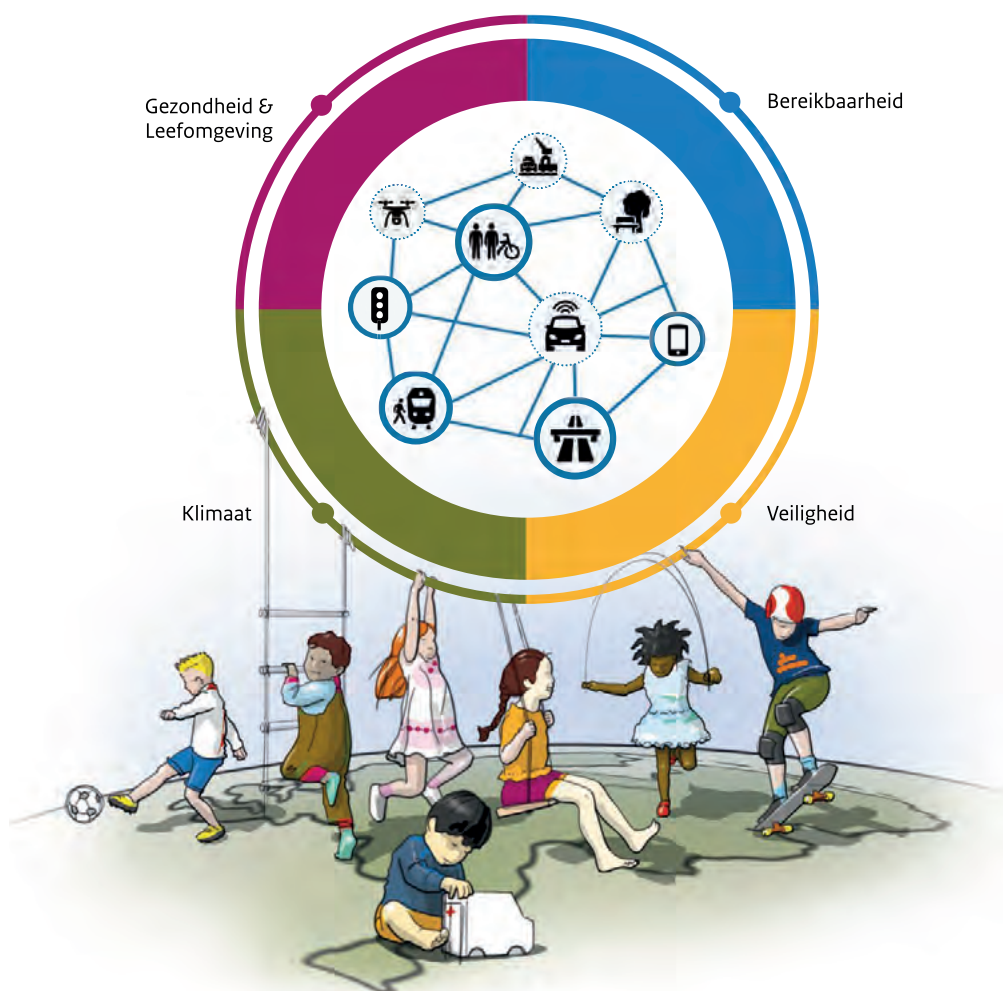 Gezondheid &
Leefomgeving
Bereikbaarheid
Klimaat
Veiligheid